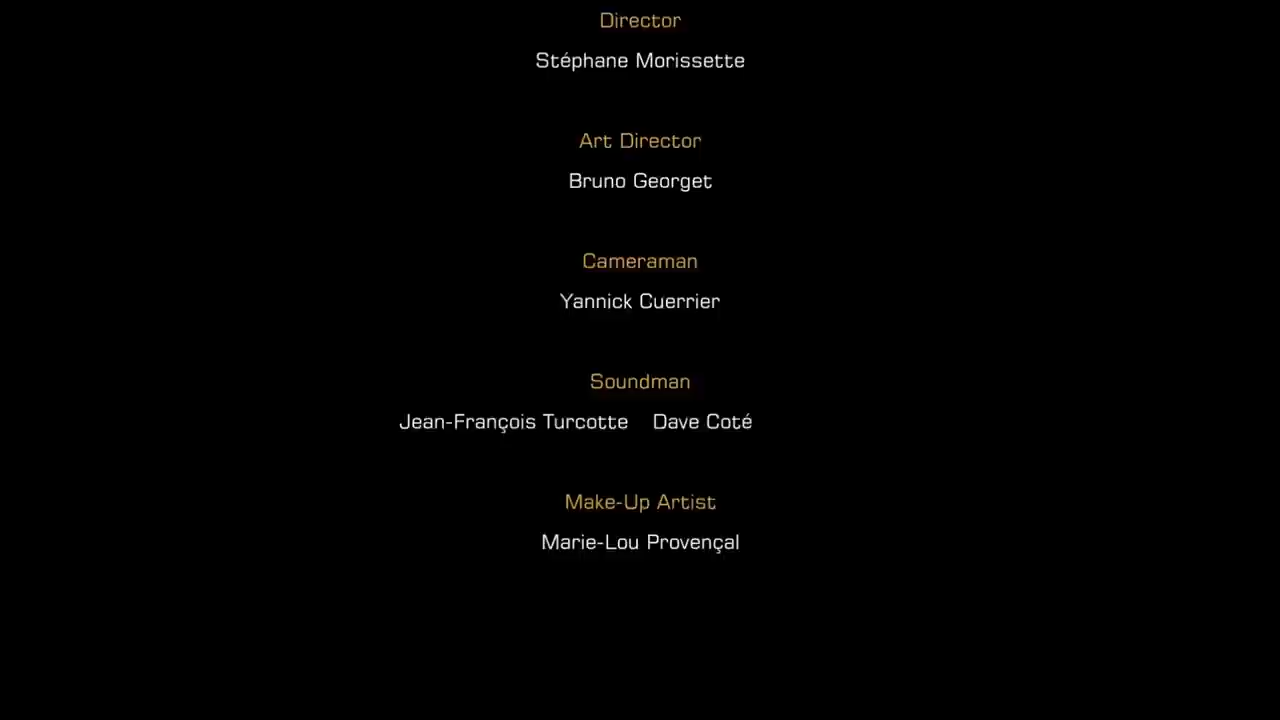 Director
Stéphane Morissette
Art Director
Bruno Georget
Cameraman
Yannick Cuerrier
Soundman
Jean-François Turcotte    Dave Coté
Make-Up Artist
Marie-Lou Provençal